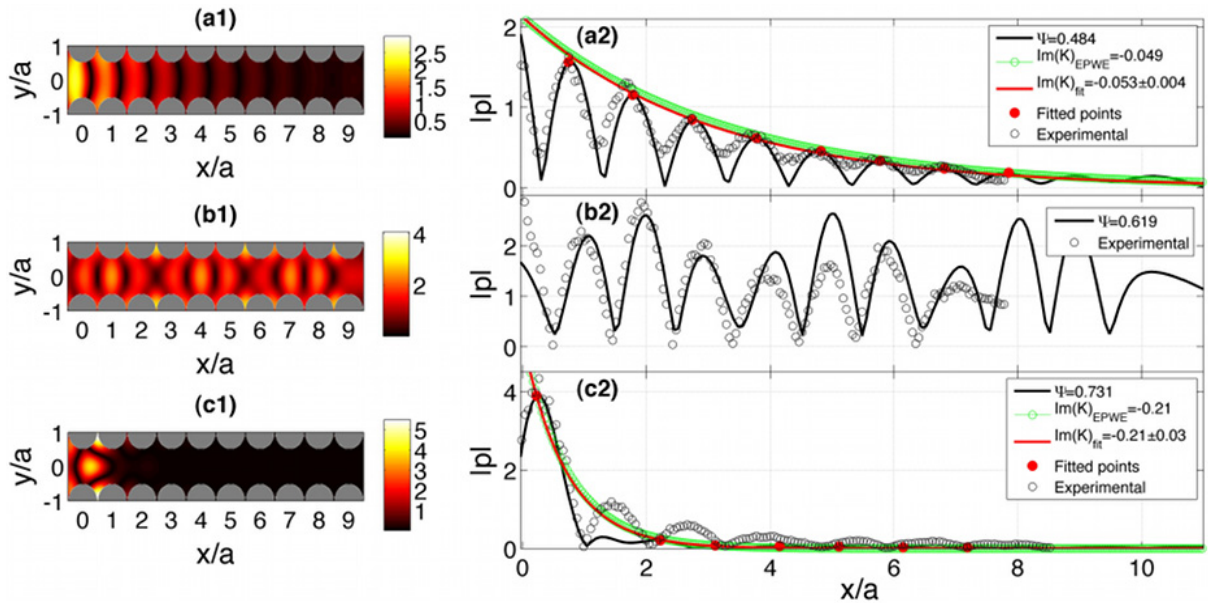 (a1)
1
0
-1
y/a
0 1 2 3 4 5 6 7 8 9
x/a
2.5
2
1.5
1
0.5
(b1)
1
0
-1
y/a
0 1 2 3 4 5 6 7 8 9
x/a
4
2
(c1)
1
0
-1
y/a
0 1 2 3 4 5 6 7 8 9
x/a
5
4
3
2
1
(a2)
2
1
0
|p|
Ψ=0.484
Im(K)EPWE=-0.049
Im(K)fit=-0.053±0.004
Fitted points
Experimental
(b2)
2
1
0
|p|
Ψ=0.619
Experimental
(c2)
4
2
0
|p|
Ψ=0.731
Im(K)EPWE=-0.21
Im(K)fit=-0.21±0.03
Fitted points
Experimental
0 2 4 6 8 10
x/a